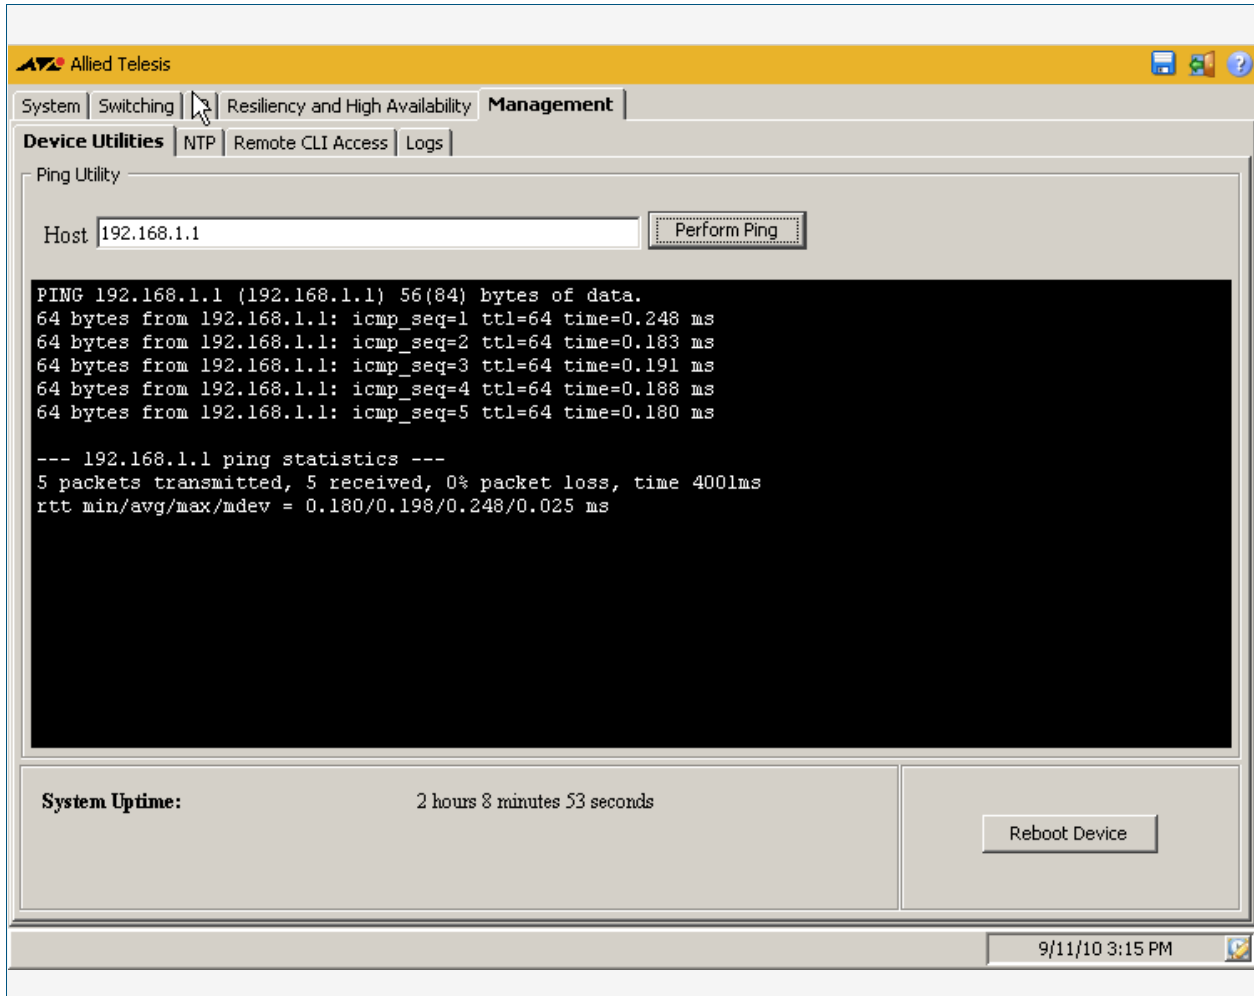 Allied Telesis
System Switching Resiliency and High Availability Management
Device Utilities NTP Remote CLI Access Logs
Ping Utility
Host 192.168.1.1 Perform Ping
PING 192.168.1.1 (192.168.1.1) 56(84) bytes of data.
64 bytes from 192.168.1.1: icmp_seq=1 ttl=64 time=0.248 ms
64 bytes from 192.168.1.1: icmp_seq=2 ttl=64 time=0.183 ms
64 bytes from 192.168.1.1: icmp_seq=3 ttl=64 time=0.191 ms
64 bytes from 192.168.1.1: icmp_seq=4 ttl=64 time=0.188 ms
64 bytes from 192.168.1.1: icmp_seq=5 ttl=64 time=0.180 ms
--- 192.168.1.1 ping statistics ---
5 packets transmitted, 5 received, 0% packet loss, time 4001ms
rtt min/avg/max/mdev = 0.180/0.198/0.248/0.025 ms
System Uptime: 2 hours 8 minutes 53 seconds
Reboot Device
9/11/10 3:15 PM